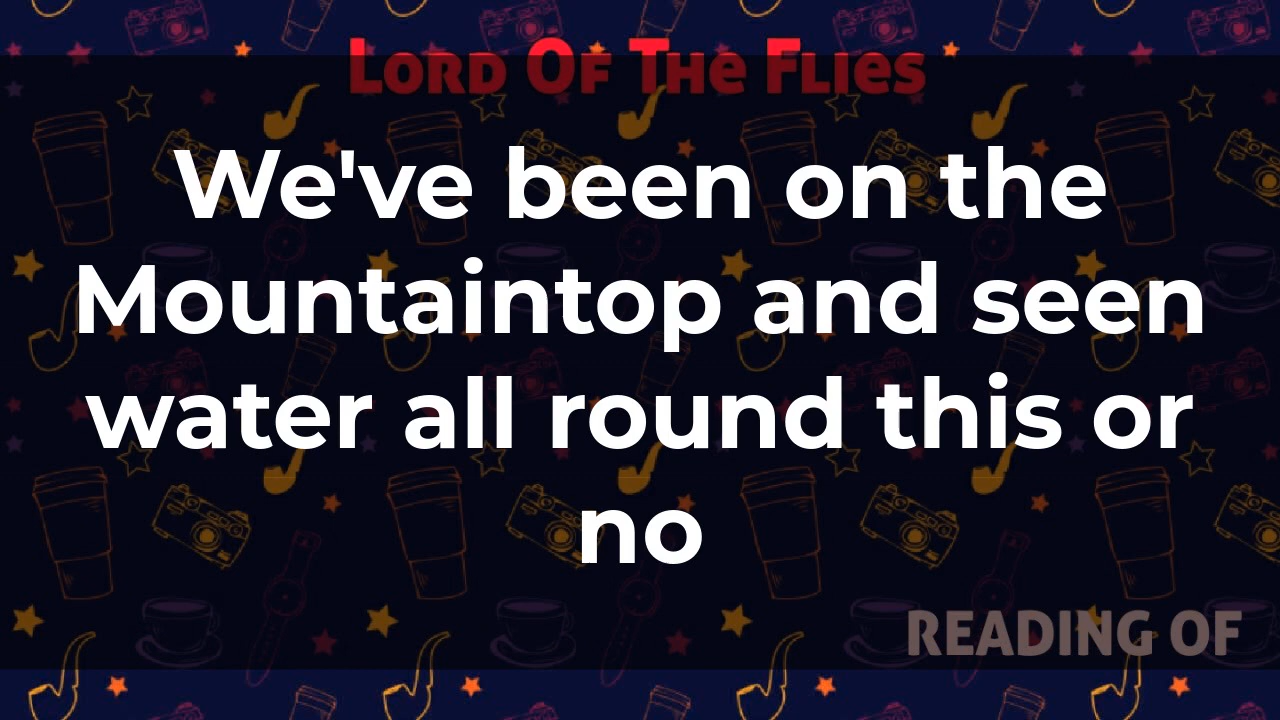 Lord Of The Flies
We've been on the
Mountaintop and seen
water all round this or
no
READING OF